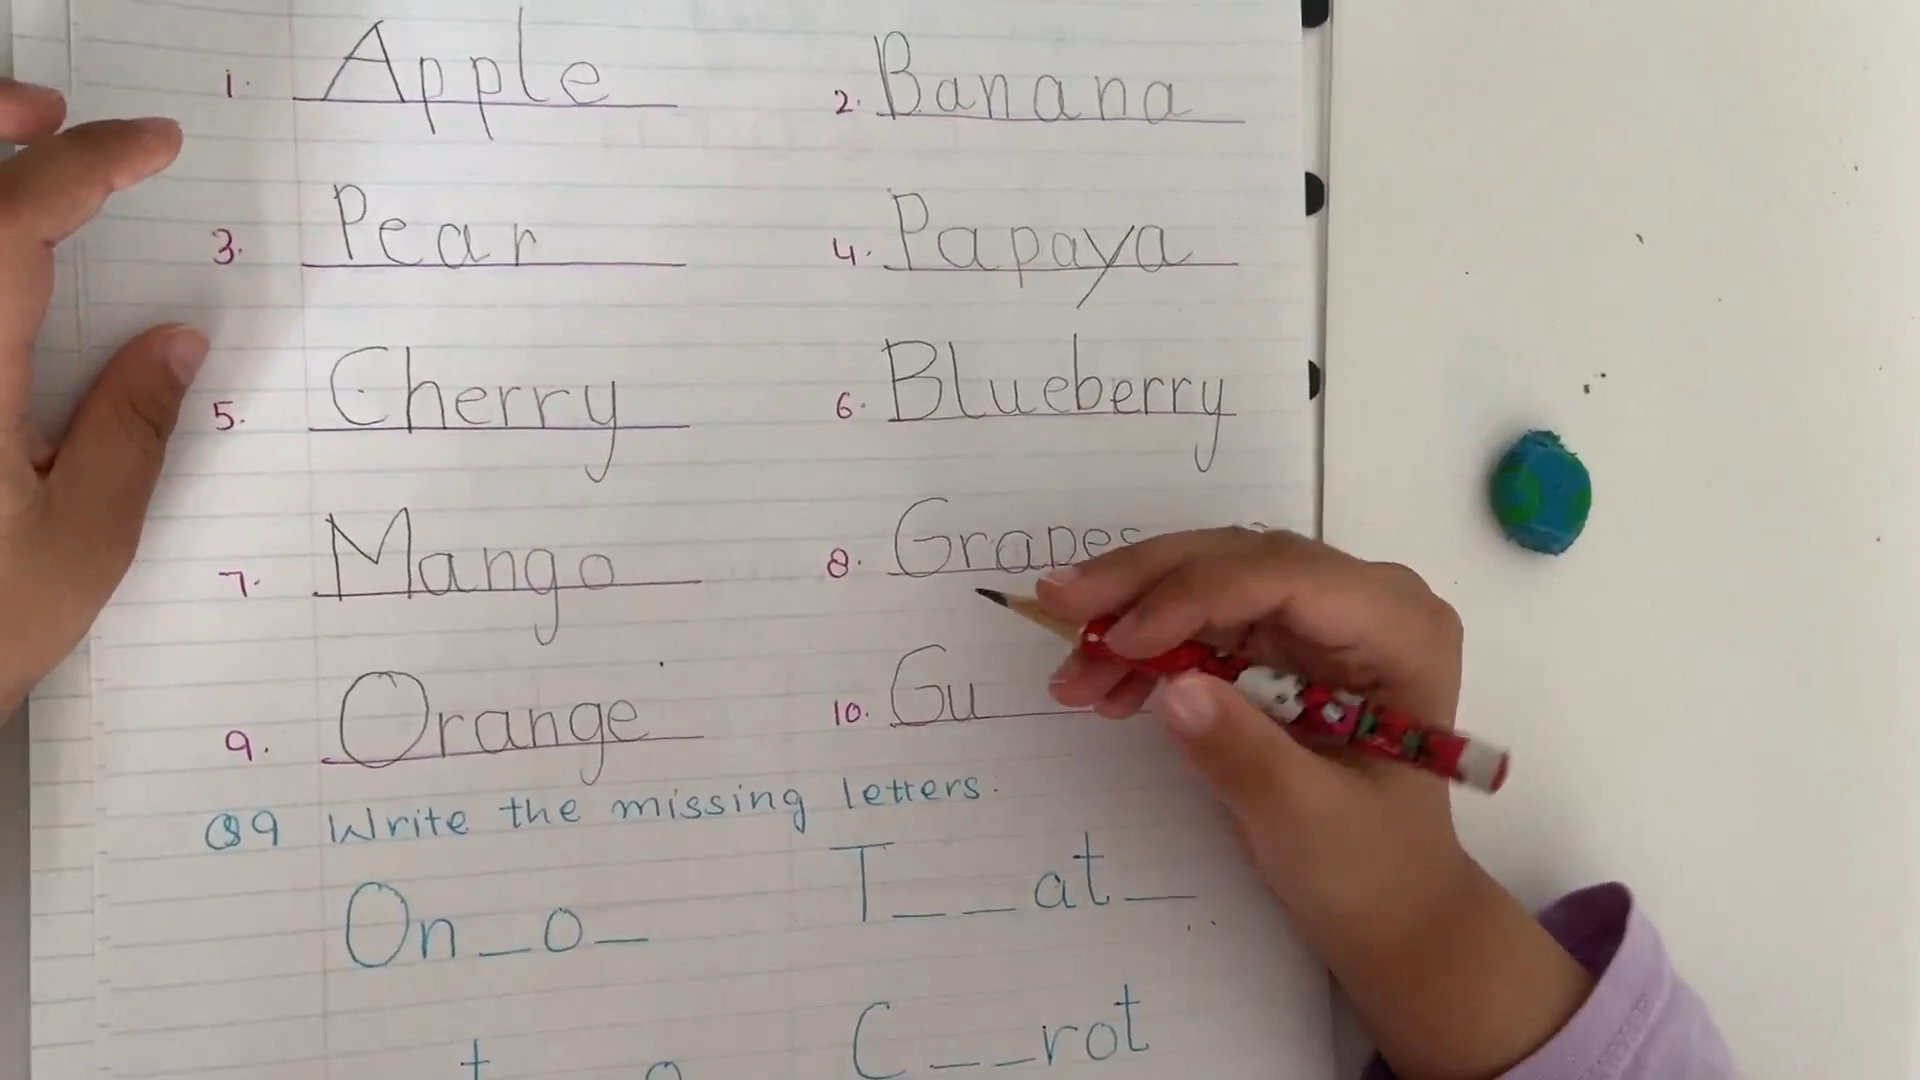 1. Apple 2. Banana
3. Pear 4. Papaya
5. Cherry 6. Blueberry
7. Mango 8. Grapes
9. Orange 10. Gu
Q9 Write the missing letters.
On_o_ T__at_
C__rot